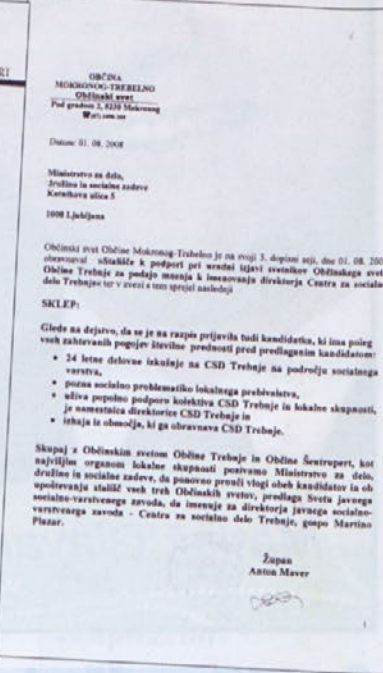 RI
OBČINA
MOKRONOG-TREBELNO
Občinski svet
Pod gradom 2, 8230 Mokronog
Datum: 01. 08. 2008
Ministrstvo za delo,
družino in socialne zadeve
Kotnikova ulica 5
1000 Ljubljana
Občinski svet Občine Mokronog-Trebelno je na svoji 3. dopisni seji, dne 01. 08. 200
obravnaval »Stališče k podpori pri uradni izjavi svetnikov Občinskega svet
Občine Trebnje za podajo mnenja k imenovanju direktorja Centra za socialn
delo Trebnje« ter v zvezi s tem sprejel naslednji
SKLEP:
Glede na dejstvo, da se je na razpis prijavila tudi kandidatka, ki ima poleg
vseh zahtevanih pogojev številne prednosti pred predlaganim kandidatom:
• 24 letne delovne izkušnje na CSD Trebnje na področju socialnega
varstva,
• pozna socialno problematiko lokalnega prebivalstva,
• uživa popolno podporo kolektiva CSD Trebnje in lokalne skupnosti,
je namestnica direktorice CSD Trebnje in
• izhaja iz območja, ki ga obravnava CSD Trebnje.
Skupaj z Občinskim svetom Občine Trebnje in Občine Šentrupert, kot
najvišjim organom lokalne skupnosti pozivamo Ministrstvo za delo,
družino in socialne zadeve, da ponovno prouči vlogi obeh kandidatov in ob
upoštevanju stališč vseh treh Občinskih svetov, predlaga Svetu javnega
socialno-varstvenega zavoda, da imenuje za direktorja javnega socialno-
varstvenega zavoda - Centra za socialno delo Trebnje, gospo Martino
Plazar.
Župan
Anton Maver